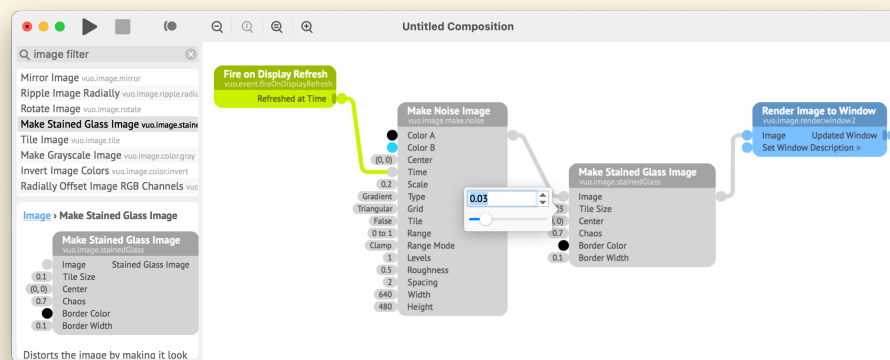 Untitled Composition
image filter
Mirror Image vuo.image.mirror
Ripple Image Radially vuo.image.ripple.radia
Rotate Image vuo.image.rotate
Make Stained Glass Image vuo.image.staine
Tile Image vuo.image.tile
Make Grayscale Image vuo.image.color.gray
Invert Image Colors vuo.image.color.invert
Radially Offset Image RGB Channels vuo
Image › Make Stained Glass Image
Make Stained Glass Image
vuo.image.stainedGlass
Image Stained Glass Image
0.1 Tile Size
(0, 0) Center
0.7 Chaos
Border Color
0.1 Border Width
Distorts the image by making it look
Fire on Display Refresh
vuo.event.fireOnDisplayRefresh
Refreshed at Time
Make Noise Image
vuo.image.make.noise
Color A
Color B
(0, 0) Center
Time
0.2 Scale
Gradient Type
Triangular Grid
False Tile
0 to 1 Range
Clamp Range Mode
1 Levels
0.5 Roughness
2 Spacing
640 Width
480 Height
0.03
Make Stained Glass Image
vuo.image.stainedGlass
Image
Tile Size
0) Center
0.7 Chaos
Border Color
0.1 Border Width
Render Image to Window
vuo.image.render.window2
Image Updated Window
Set Window Description